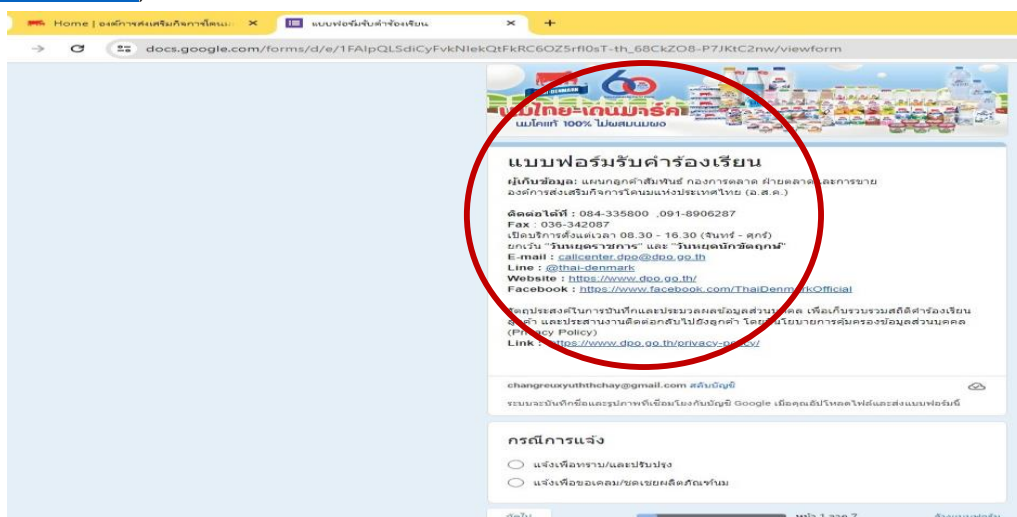 Home | องค์การส่งเสริมกิจการโคนม
แบบฟอร์มรับคำร้องเรียน
docs.google.com/forms/d/e/1FAIpQLSdiCyFvkNIekQtFkRC6OZ5rfl0sT-th_68CkZO8-P7JKtC2nw/viewform
THAI-DENMARK
60
นมไทย-เดนมาร์ค
นมโคแท้ 100% ไม่ผสมนมผง
แบบฟอร์มรับคำร้องเรียน
ผู้เก็บข้อมูล: แผนกลูกค้าสัมพันธ์ กองการตลาด ฝ่ายตลาดและการขาย
องค์การส่งเสริมกิจการโคนมแห่งประเทศไทย (อ.ส.ค.)
ติดต่อได้ที่ : 084-335800 ,091-8906287
Fax : 036-342087
เปิดบริการตั้งแต่เวลา 08.30 - 16.30 (จันทร์ - ศุกร์)
ยกเว้น "วันหยุดราชการ" และ "วันหยุดนักขัตฤกษ์"
E-mail : callcenter.dpo@dpo.go.th
Line : @thai-denmark
Website : https://www.dpo.go.th/
Facebook : https://www.facebook.com/ThaiDenmarkOfficial
วัตถุประสงค์ในการบันทึกและประมวลผลข้อมูลส่วนบุคคล เพื่อเก็บรวบรวมสถิติคำร้องเรียน
ลูกค้า และประสานงานติดต่อกลับไปยังลูกค้า โดยมีนโยบายการคุ้มครองข้อมูลส่วนบุคคล
(Privacy Policy)
Link : https://www.dpo.go.th/privacy-policy/
changreuxyuththchay@gmail.com สลับบัญชี
ระบบจะบันทึกชื่อและรูปภาพที่เชื่อมโยงกับบัญชี Google เมื่อคุณอัปโหลดไฟล์และส่งแบบฟอร์มนี้
กรณีการแจ้ง
แจ้งเพื่อทราบ/และปรับปรุง
แจ้งเพื่อขอเคลม/ชดเชยผลิตภัณฑ์นม
ถัดไป หน้า 1 จาก 7 ล้างแบบฟอร์ม